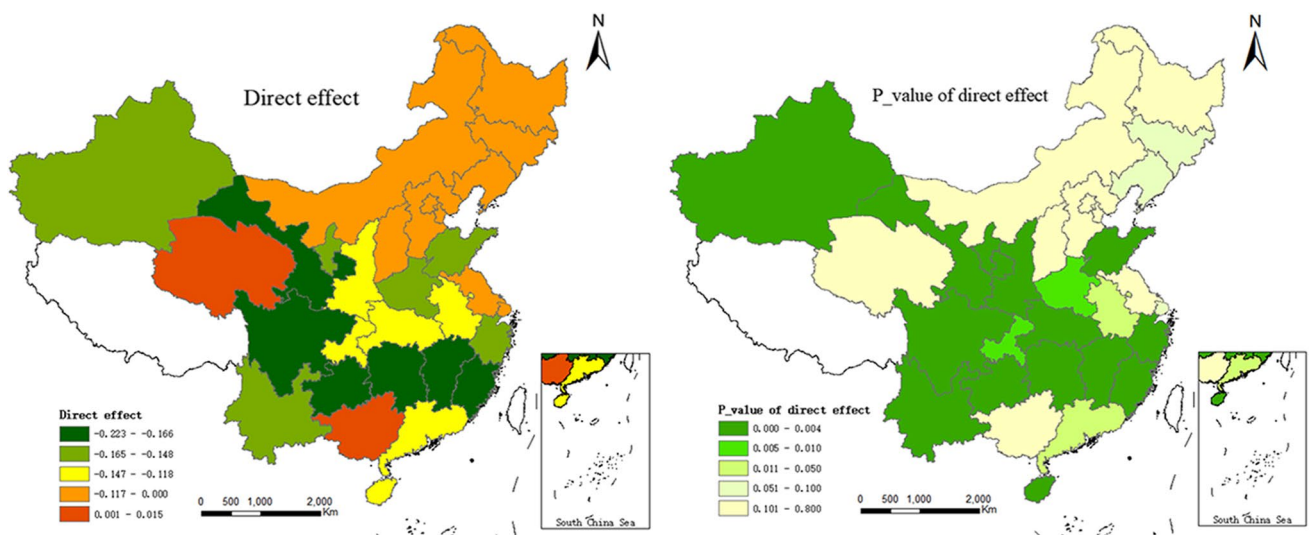 N
Direct effect
Direct effect
-0.223 - -0.166
-0.165 - -0.148
-0.147 - -0.118
-0.117 - 0.000
0.001 - 0.015
0 500 1,000 2,000
Km
South China Sea
N
P_value of direct effect
P_value of direct effect
0.000 - 0.004
0.005 - 0.010
0.011 - 0.050
0.051 - 0.100
0.101 - 0.800
0 500 1,000 2,000
Km
South China Sea